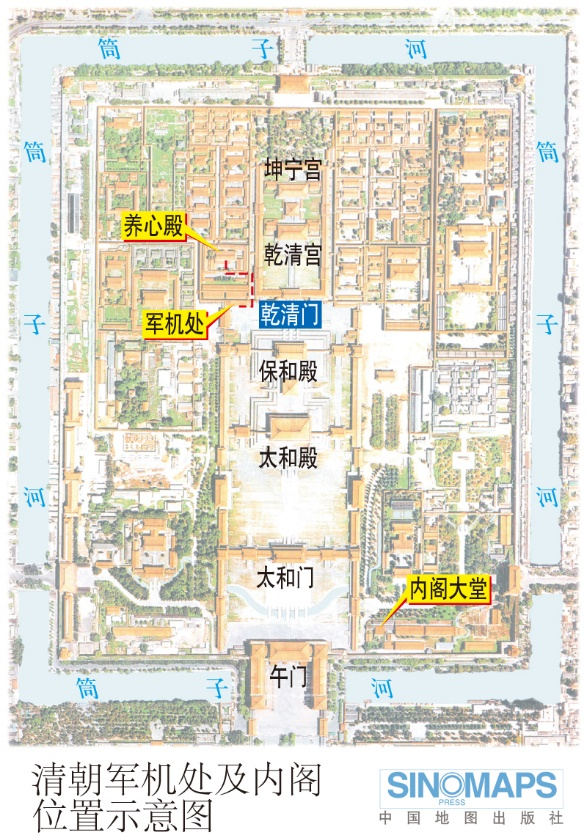 筒 子 河
筒
筒
坤宁宫
养心殿
乾清宫
军机处
乾清门
子
子
保和殿
太和殿
河
河
太和门
内阁大堂
午门
筒 子 河
清朝军机处及内阁
位置示意图
SINOMAPS
PRESS
中国地图出版社